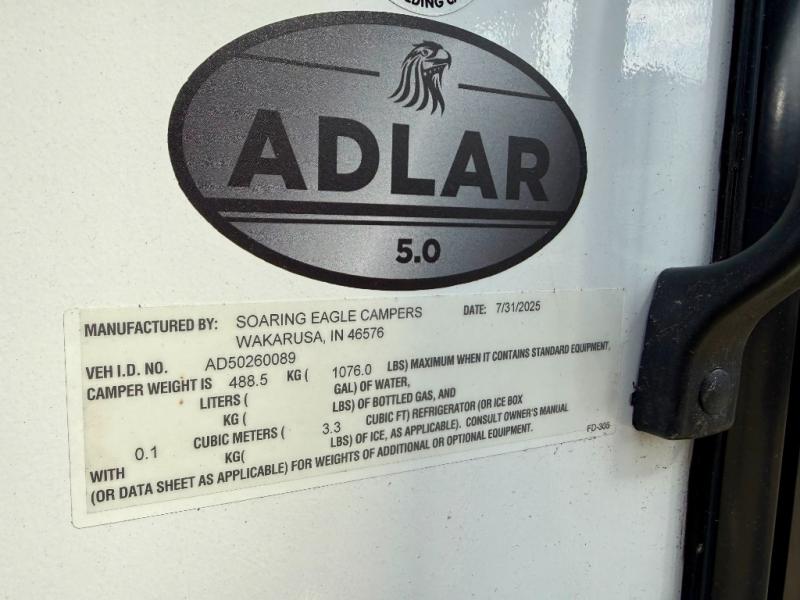 ADLAR
5.0
MANUFACTURED BY: SOARING EAGLE CAMPERS DATE: 7/31/2025
WAKARUSA, IN 46576
VEH I.D. NO. AD50260089
CAMPER WEIGHT IS 488.5 KG ( 1076.0 LBS) MAXIMUM WHEN IT CONTAINS STANDARD EQUIPMENT,
LITERS ( GAL) OF WATER,
KG ( LBS) OF BOTTLED GAS, AND
0.1 CUBIC METERS ( 3.3 CUBIC FT) REFRIGERATOR (OR ICE BOX
WITH KG( LBS) OF ICE, AS APPLICABLE). CONSULT OWNER'S MANUAL
(OR DATA SHEET AS APPLICABLE) FOR WEIGHTS OF ADDITIONAL OR OPTIONAL EQUIPMENT. FD-305